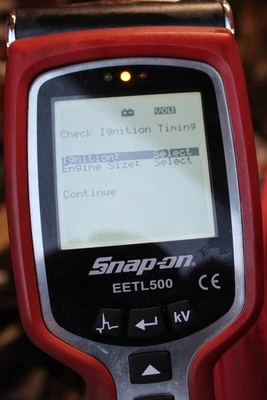 VOLT
Check Ignition Timing
Ignition: Select
Engine Size: Select
Continue
Snap-on
EETL500
CE
kV